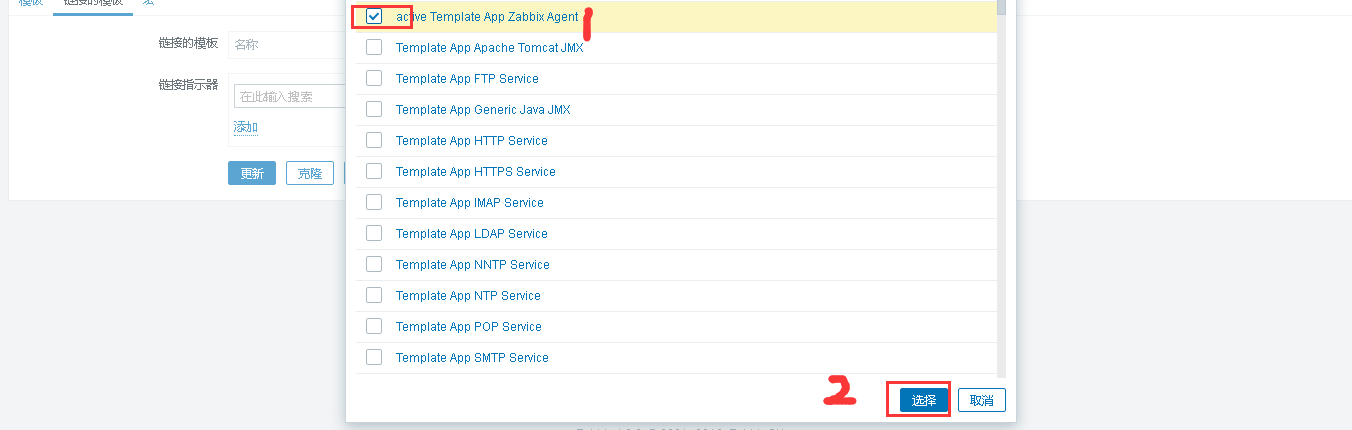 模板 链接的模板 宏
链接的模板 名称
链接指示器
在此输入搜索
添加
更新 克隆
active Template App Zabbix Agent
1
Template App Apache Tomcat JMX
Template App FTP Service
Template App Generic Java JMX
Template App HTTP Service
Template App HTTPS Service
Template App IMAP Service
Template App LDAP Service
Template App NNTP Service
Template App NTP Service
Template App POP Service
Template App SMTP Service
2
选择 取消